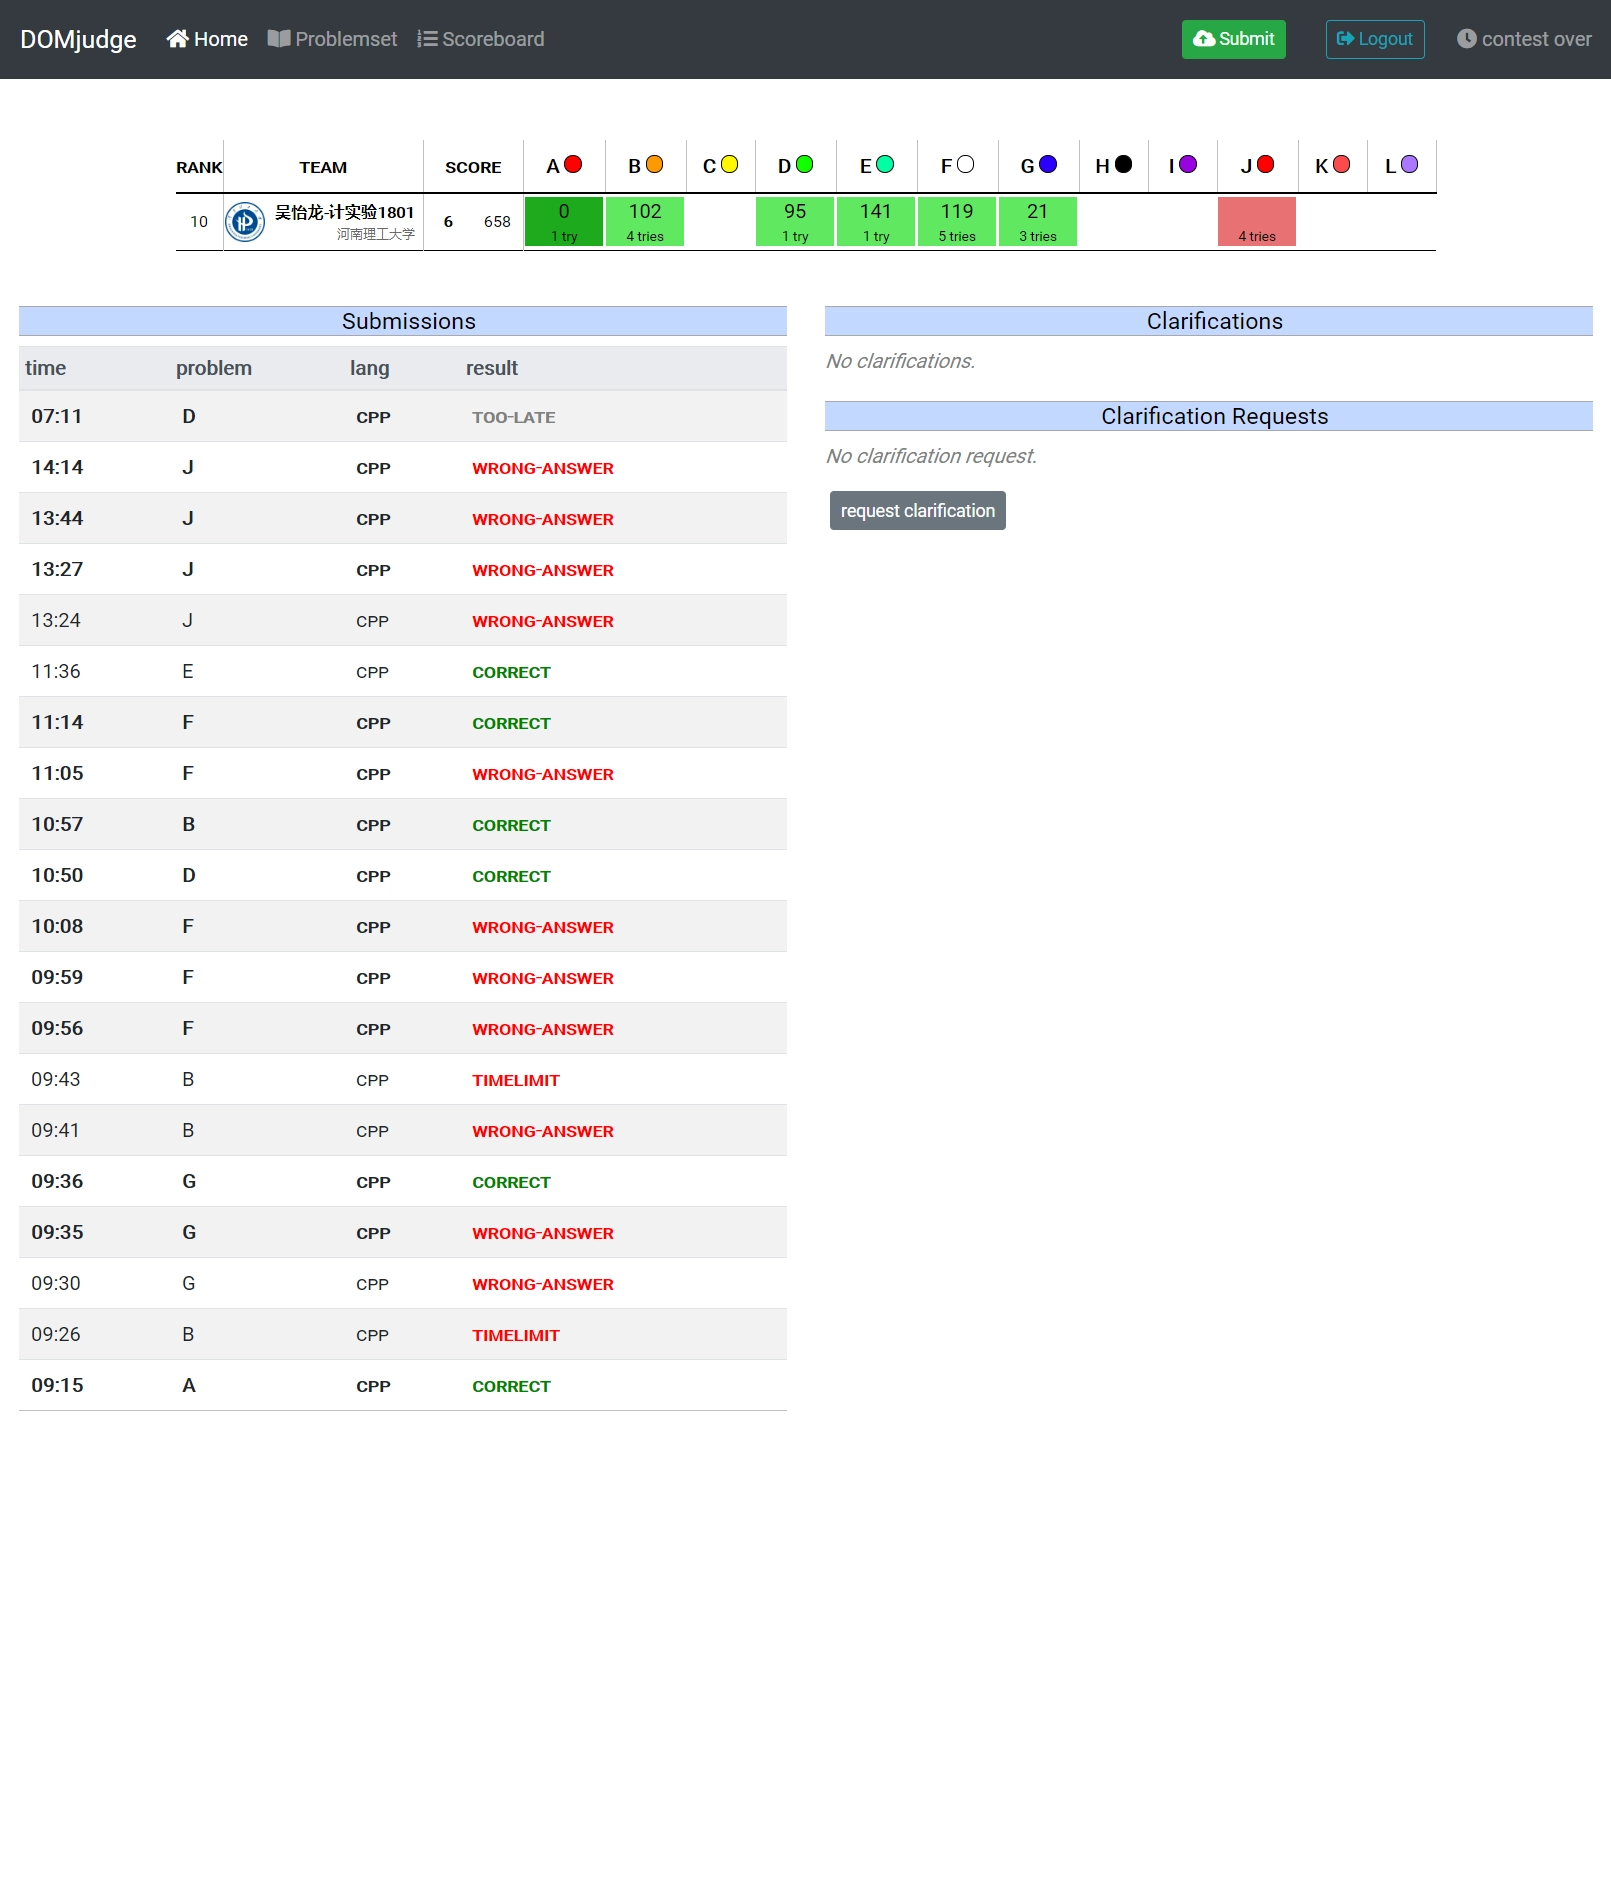 DOMjudge Home Problemset Scoreboard Submit Logout contest over
RANK TEAM SCORE A B C D E F G H I J K L
10 吴怡龙-计实验1801 6 658 0 102 95 141 119 21
河南理工大学 1 try 4 tries 1 try 1 try 5 tries 3 tries 4 tries
Submissions
time problem lang result
07:11 D CPP TOO-LATE
14:14 J CPP WRONG-ANSWER
13:44 J CPP WRONG-ANSWER
13:27 J CPP WRONG-ANSWER
13:24 J CPP WRONG-ANSWER
11:36 E CPP CORRECT
11:14 F CPP CORRECT
11:05 F CPP WRONG-ANSWER
10:57 B CPP CORRECT
10:50 D CPP CORRECT
10:08 F CPP WRONG-ANSWER
09:59 F CPP WRONG-ANSWER
09:56 F CPP WRONG-ANSWER
09:43 B CPP TIMELIMIT
09:41 B CPP WRONG-ANSWER
09:36 G CPP CORRECT
09:35 G CPP WRONG-ANSWER
09:30 G CPP WRONG-ANSWER
09:26 B CPP TIMELIMIT
09:15 A CPP CORRECT
Clarifications
No clarifications.
Clarification Requests
No clarification request.
request clarification